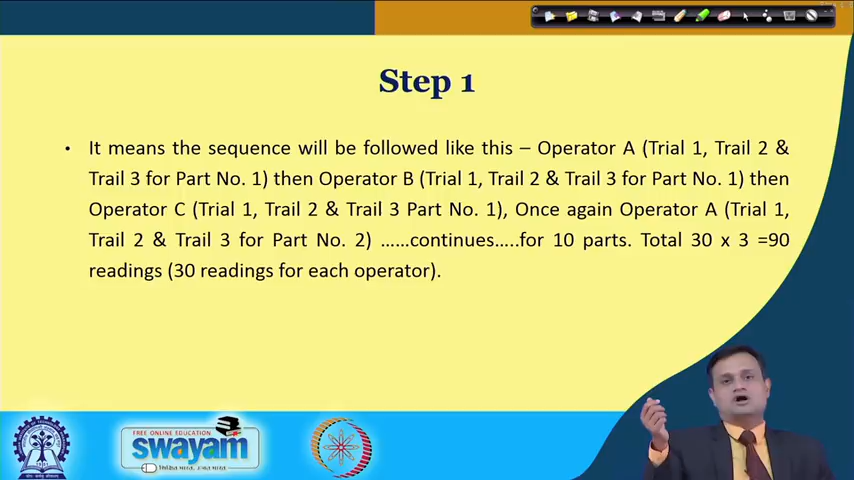 Step 1
• It means the sequence will be followed like this – Operator A (Trial 1, Trail 2 &
Trail 3 for Part No. 1) then Operator B (Trial 1, Trail 2 & Trail 3 for Part No. 1) then
Operator C (Trial 1, Trail 2 & Trail 3 Part No. 1), Once again Operator A (Trial 1,
Trail 2 & Trail 3 for Part No. 2) ......continues.....for 10 parts. Total 30 x 3 =90
readings (30 readings for each operator).
FREE ONLINE EDUCATION
swayam